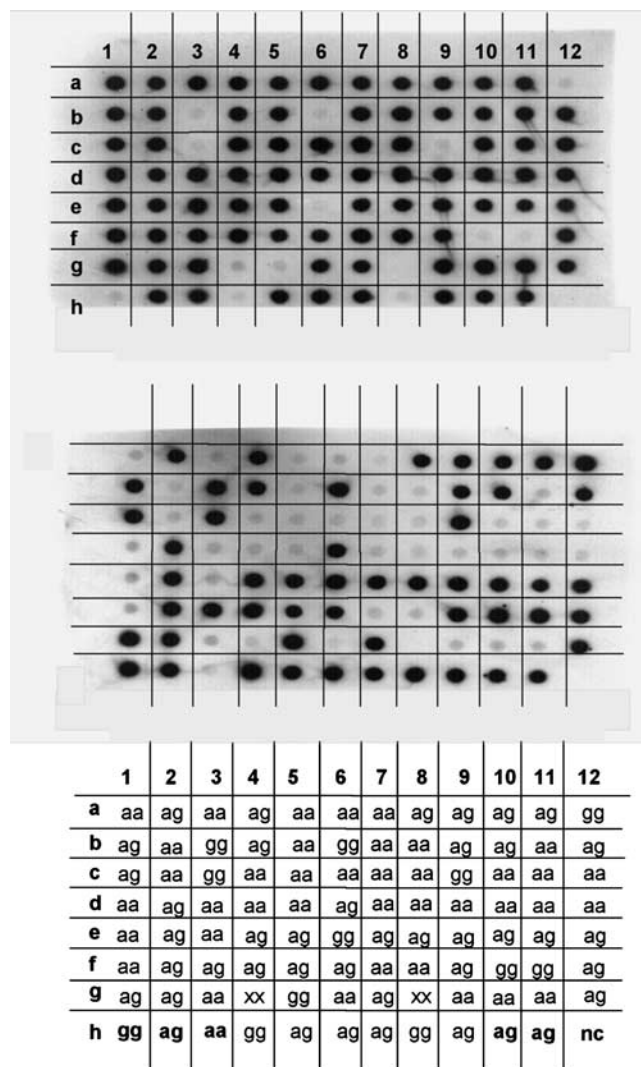 1 2 3 4 5 6 7 8 9 10 11 12
a
b
c
d
e
f
g
h
1 2 3 4 5 6 7 8 9 10 11 12
a aa ag aa ag aa aa aa ag ag ag ag gg
b ag aa gg ag aa gg aa aa ag ag aa ag
c ag aa gg aa aa aa aa aa gg aa aa aa
d aa ag aa aa aa ag aa aa aa aa aa aa
e aa ag aa ag ag gg ag ag ag ag ag ag
f aa ag ag ag ag ag aa aa ag gg gg ag
g ag ag aa xx gg aa ag xx aa aa aa ag
h gg ag aa gg ag ag ag gg ag ag ag nc